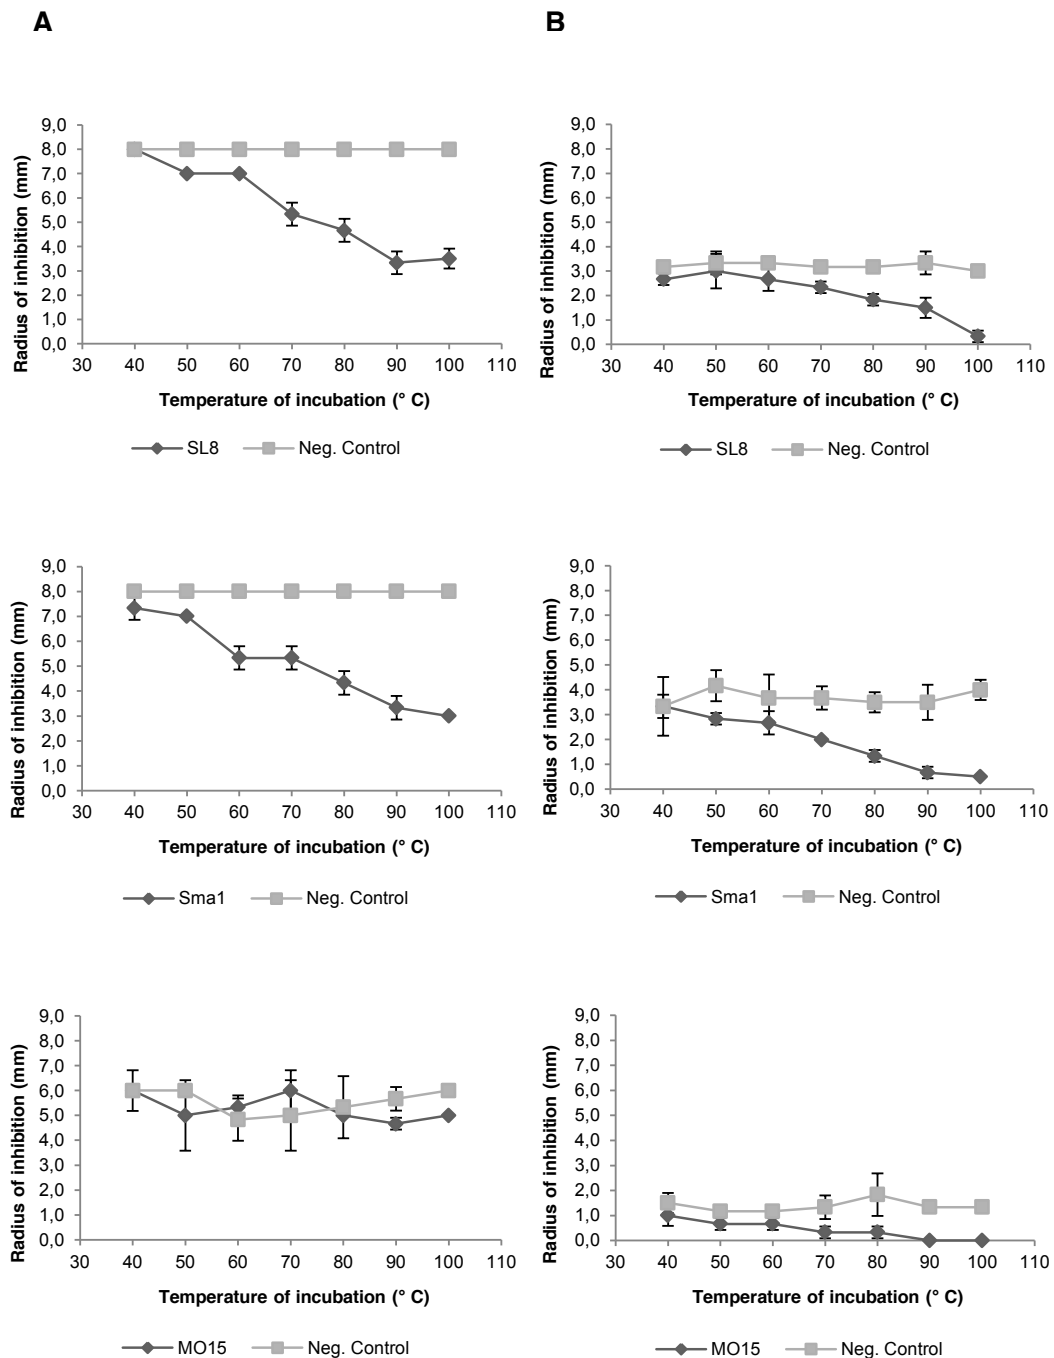 A
B
Radius of inhibition (mm)
9,0
8,0
7,0
6,0
5,0
4,0
3,0
2,0
1,0
0,0
30 40 50 60 70 80 90 100 110
Temperature of incubation (° C)
SL8 Neg. Control
Radius of inhibition (mm)
9,0
8,0
7,0
6,0
5,0
4,0
3,0
2,0
1,0
0,0
30 40 50 60 70 80 90 100 110
Temperature of incubation (° C)
SL8 Neg. Control
Radius of inhibition (mm)
9,0
8,0
7,0
6,0
5,0
4,0
3,0
2,0
1,0
0,0
30 40 50 60 70 80 90 100 110
Temperature of incubation (° C)
Sma1 Neg. Control
Radius of inhibition (mm)
9,0
8,0
7,0
6,0
5,0
4,0
3,0
2,0
1,0
0,0
30 40 50 60 70 80 90 100 110
Temperature of incubation (° C)
Sma1 Neg. Control
Radius of inhibition (mm)
9,0
8,0
7,0
6,0
5,0
4,0
3,0
2,0
1,0
0,0
30 40 50 60 70 80 90 100 110
Temperature of incubation (° C)
MO15 Neg. Control
Radius of inhibition (mm)
9,0
8,0
7,0
6,0
5,0
4,0
3,0
2,0
1,0
0,0
30 40 50 60 70 80 90 100 110
Temperature of incubation (° C)
MO15 Neg. Control